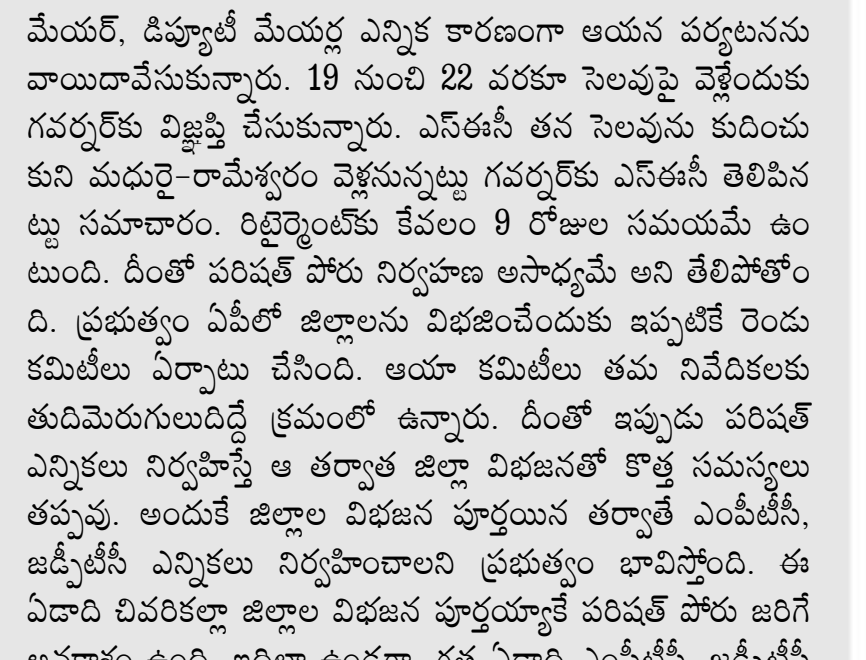 మేయర్, డిప్యూటీ మేయర్ల ఎన్నిక కారణంగా ఆయన పర్యటనను
వాయిదావేసుకున్నారు. 19 నుంచి 22 వరకూ సెలవుపై వెళ్లేందుకు
గవర్నర్‌కు విజ్ఞప్తి చేసుకున్నారు. ఎస్ఈసీ తన సెలవును కుదించు
కుని మధురై-రామేశ్వరం వెళ్లనున్నట్టు గవర్నర్‌కు ఎస్ఈసీ తెలిపిన
ట్టు సమాచారం. రిటైర్మెంట్‌కు కేవలం 9 రోజుల సమయమే ఉం
టుంది. దీంతో పరిషత్ పోరు నిర్వహణ అసాధ్యమే అని తేలిపోతోం
ది. ప్రభుత్వం ఏపీలో జిల్లాలను విభజించేందుకు ఇప్పటికే రెండు
కమిటీలు ఏర్పాటు చేసింది. ఆయా కమిటీలు తమ నివేదికలకు
తుదిమెరుగులుదిద్దే క్రమంలో ఉన్నారు. దీంతో ఇప్పుడు పరిషత్
ఎన్నికలు నిర్వహిస్తే ఆ తర్వాత జిల్లా విభజనతో కొత్త సమస్యలు
తప్పవు. అందుకే జిల్లాల విభజన పూర్తయిన తర్వాతే ఎంపీటీసీ,
జడ్పీటీసీ ఎన్నికలు నిర్వహించాలని ప్రభుత్వం భావిస్తోంది. ఈ
ఏడాది చివరికల్లా జిల్లాల విభజన పూర్తయ్యాకే పరిషత్ పోరు జరిగే